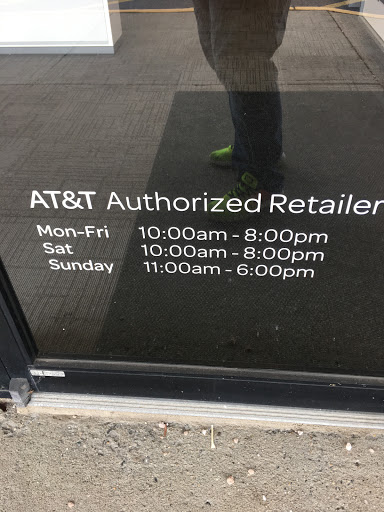 AT&T Authorized Retailer
Mon-Fri 10:00am - 8:00pm
Sat 10:00am - 8:00pm
Sunday 11:00am - 6:00pm